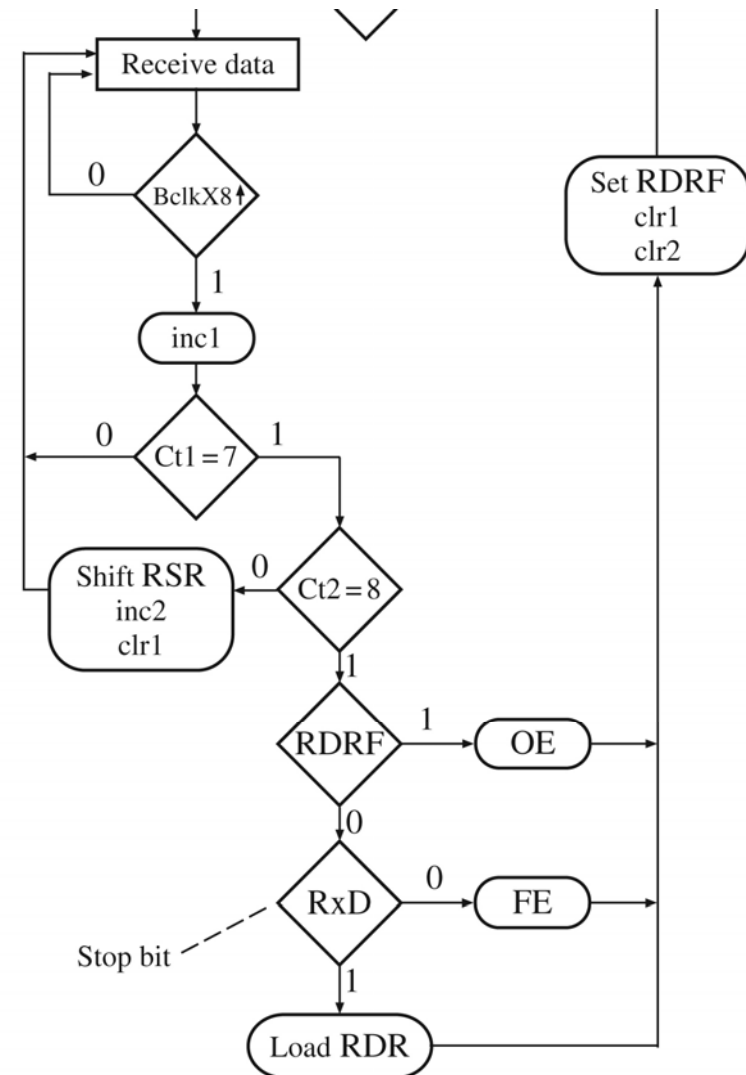 Receive data
0
BclkX8↑
1
Set RDRF
clr1
clr2
inc1
0
1
Ct1 = 7
Shift RSR
inc2
clr1
0
Ct2 = 8
1
RDRF
1
OE
0
RxD
0
FE
Stop bit
1
Load RDR